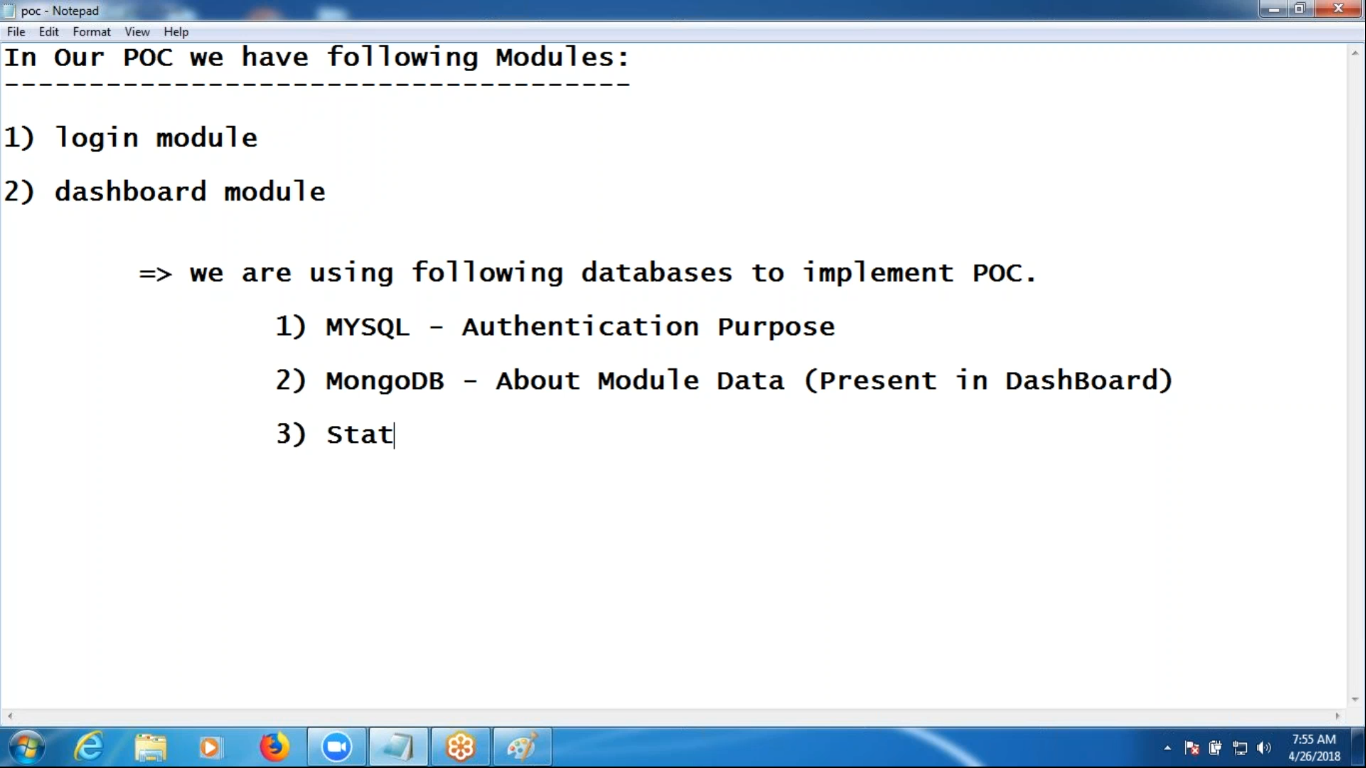 poc - Notepad
File Edit Format View Help
In Our POC we have following Modules:
-------------------------------------
1) login module
2) dashboard module
=> we are using following databases to implement POC.
1) MYSQL - Authentication Purpose
2) MongoDB - About Module Data (Present in DashBoard)
3) Stat
7:55 AM
4/26/2018